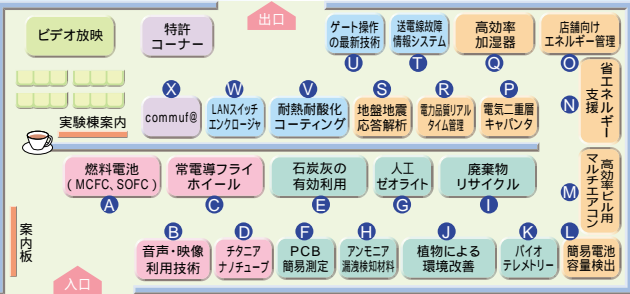 出口
ビデオ放映
特許
コーナー
ゲート操作
の最新技術
U
送電線故障
情報システム
T
高効率
加湿器
Q
店舗向け
エネルギー管理
O
実験棟案内
X
commuf@
W
LANスイッチ
エンクロージャ
V
耐熱耐酸化
コーティング
S
地盤地震
応答解析
R
電力品質リアル
タイム管理
P
電気二重層
キャパシタ
N
省エネルギー
支援
燃料電池
(MCFC、SOFC)
A
常電導フライ
ホイール
C
石炭灰の
有効利用
E
人工
ゼオライト
G
廃棄物
リサイクル
I
M
高効率ビル用
マルチエアコン
案内板
B
音声・映像
利用技術
D
チタニア
ナノチューブ
F
PCB
簡易測定
H
アンモニア
漏洩検知材料
J
植物による
環境改善
K
バイオ
テレメトリー
L
簡易電池
容量検出
入口